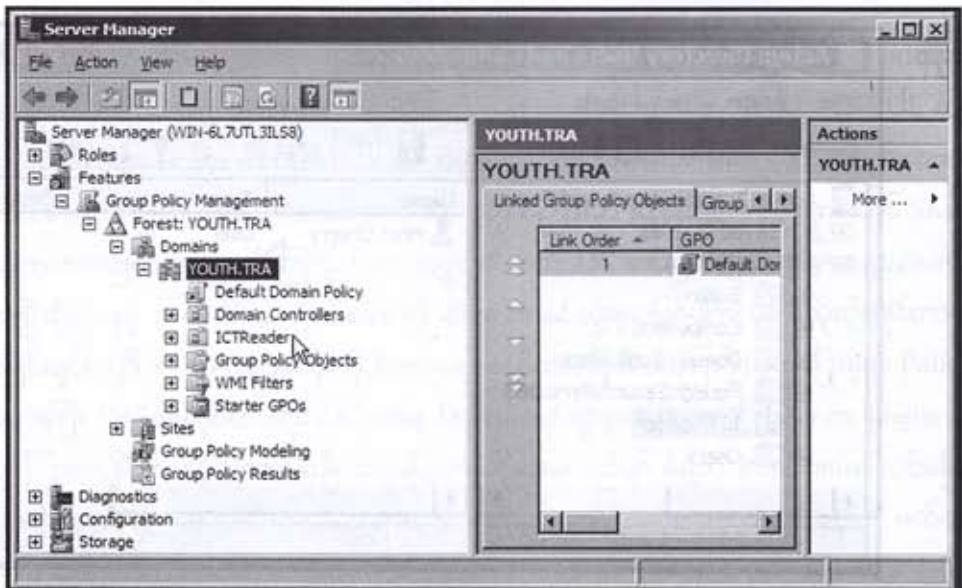 Server Manager
File Action View Help
Server Manager (WIN-6L7UTL3ILS8)
Roles
Features
Group Policy Management
Forest: YOUTH.TRA
Domains
YOUTH.TRA
Default Domain Policy
Domain Controllers
ICTReader
Group Policy Objects
WMI Filters
Starter GPOs
Sites
Group Policy Modeling
Group Policy Results
Diagnostics
Configuration
Storage
YOUTH.TRA
YOUTH.TRA
Linked Group Policy Objects Group
Link Order GPO
1 Default Dor
Actions
YOUTH.TRA
More ...